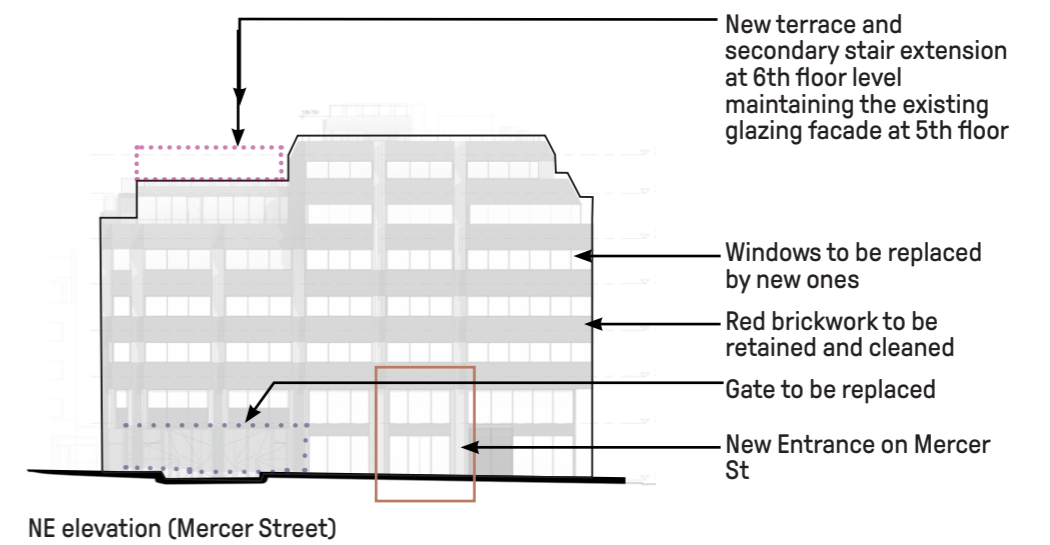 New terrace and
secondary stair extension
at 6th floor level
maintaining the existing
glazing facade at 5th floor
Windows to be replaced
by new ones
Red brickwork to be
retained and cleaned
Gate to be replaced
New Entrance on Mercer
St
NE elevation (Mercer Street)